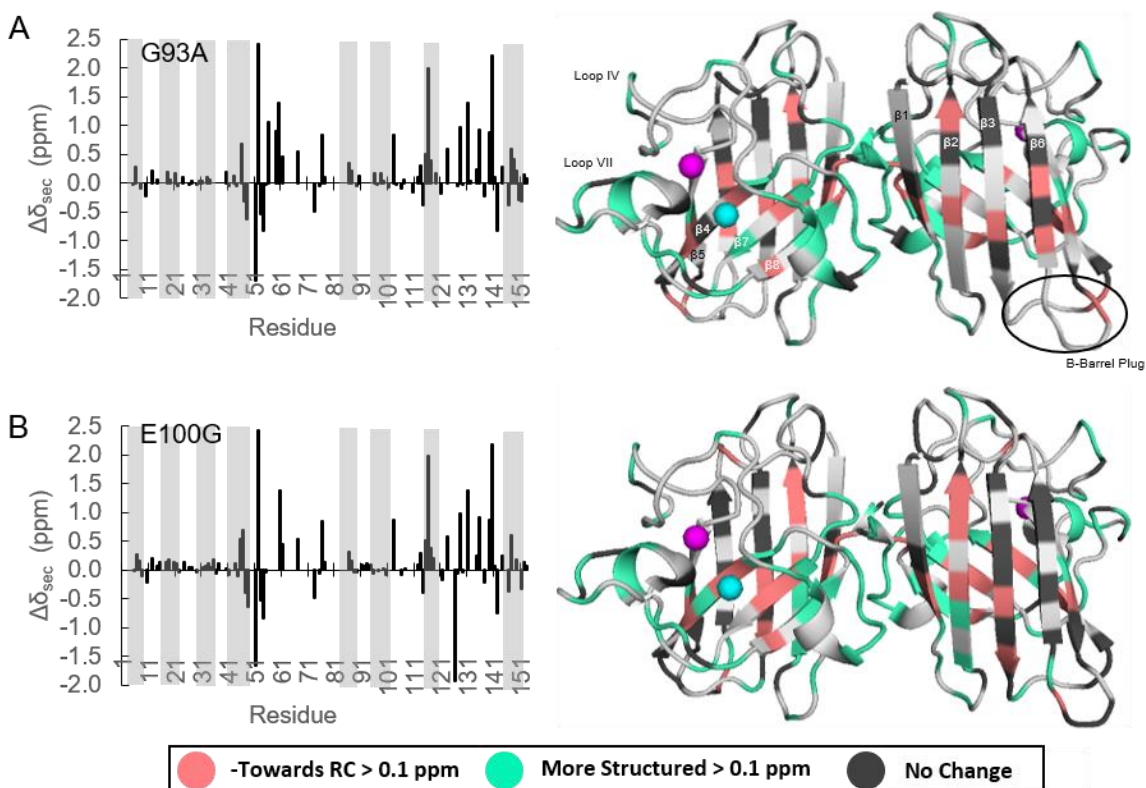 A
G93A
Δδsec (ppm)
2.5
2.0
1.5
1.0
0.5
0.0
-0.5
-1.0
-1.5
-2.0
1
11
21
31
41
51
61
71
81
91
101
111
121
131
141
151
Residue
Loop IV
Loop VII
β1
β2
β3
β6
β4
β7
β5
β8
B-Barrel Plug
B
E100G
Δδsec (ppm)
2.5
2.0
1.5
1.0
0.5
0.0
-0.5
-1.0
-1.5
-2.0
1
11
21
31
41
51
61
71
81
91
101
111
121
131
141
151
Residue
-Towards RC > 0.1 ppm
More Structured > 0.1 ppm
No Change